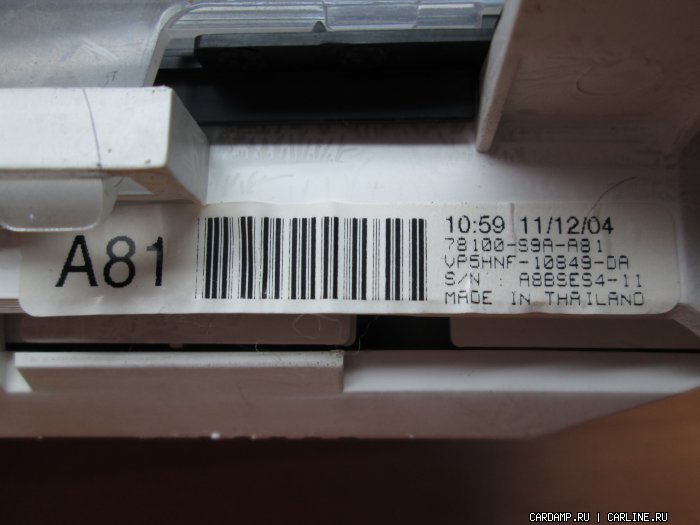 A81
10:59 11/12/04
78100-S9A-A81
VP5HNF-10849-DA
S/N : A8BSES4-11
MADE IN THAILAND
CARDAMP.RU | CARLINE.RU